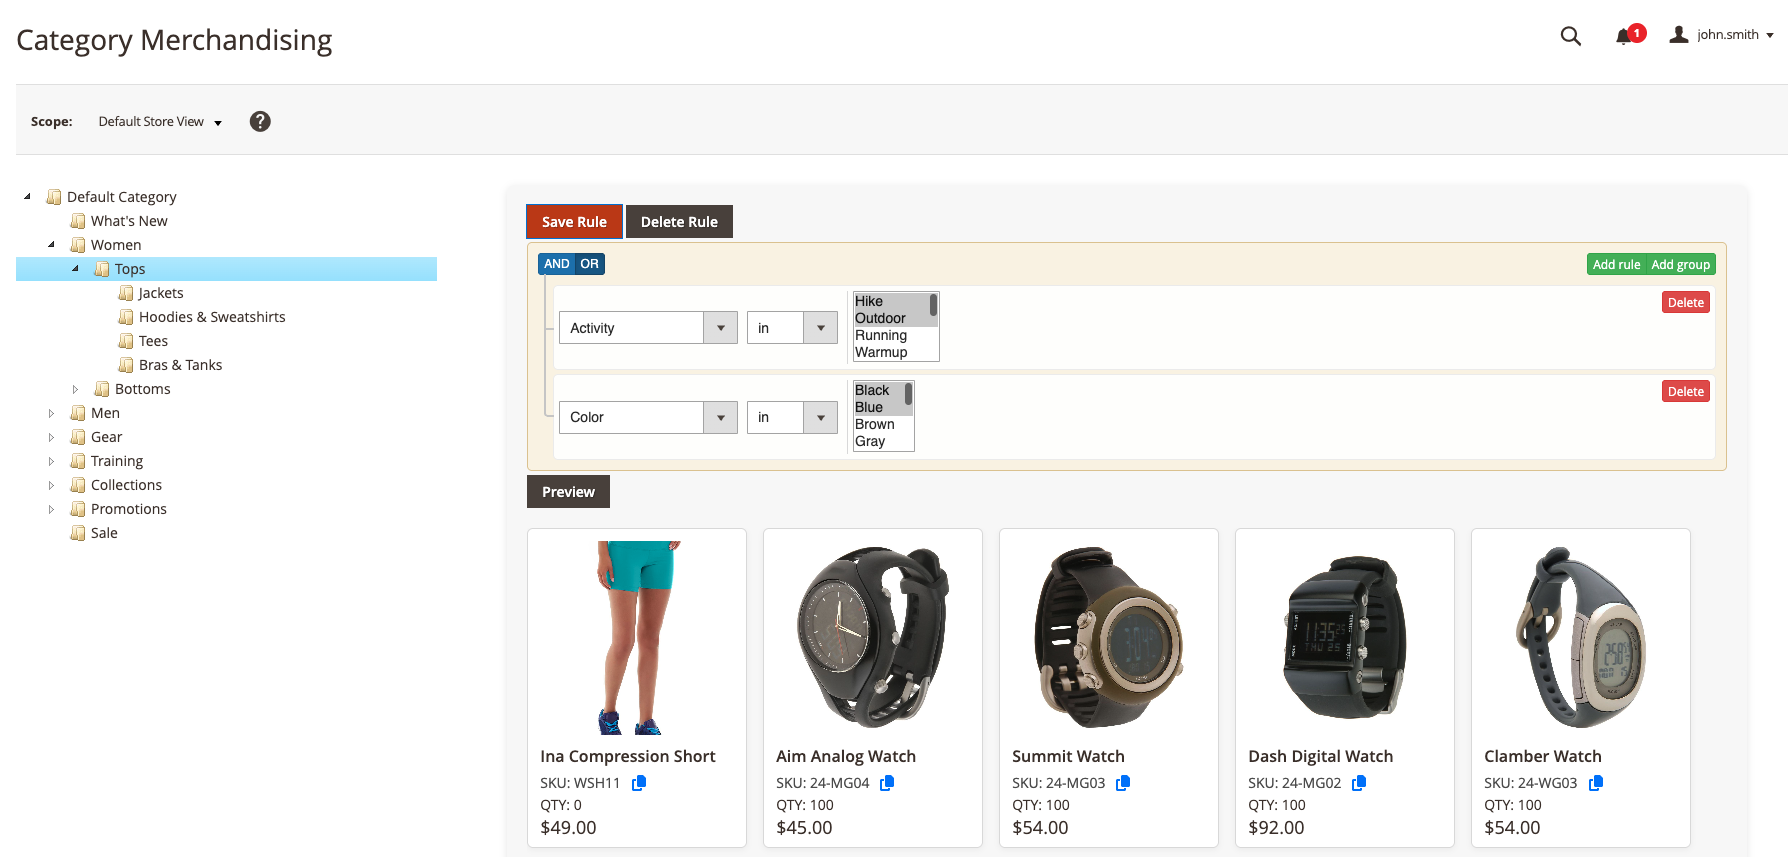 Category Merchandising
1
john.smith
Scope:
Default Store View
?
Default Category
What's New
Women
Tops
Jackets
Hoodies & Sweatshirts
Tees
Bras & Tanks
Bottoms
Men
Gear
Training
Collections
Promotions
Sale
Save Rule
Delete Rule
AND OR
Add rule Add group
Activity
in
Hike
Outdoor
Running
Warmup
Delete
Color
in
Black
Blue
Brown
Gray
Delete
Preview
Ina Compression Short
SKU: WSH11
QTY: 0
$49.00
Aim Analog Watch
SKU: 24-MG04
QTY: 100
$45.00
Summit Watch
SKU: 24-MG03
QTY: 100
$54.00
Dash Digital Watch
SKU: 24-MG02
QTY: 100
$92.00
Clamber Watch
SKU: 24-WG03
QTY: 100
$54.00